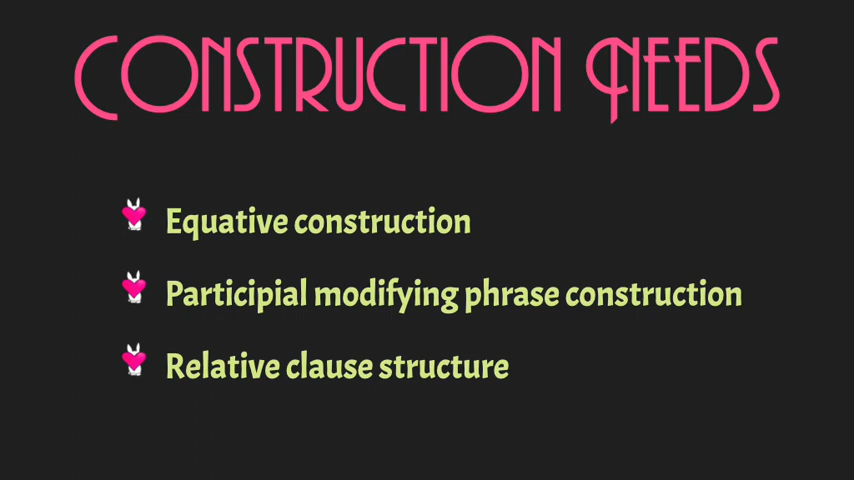 Construction Needs
Equative construction
Participial modifying phrase construction
Relative clause structure